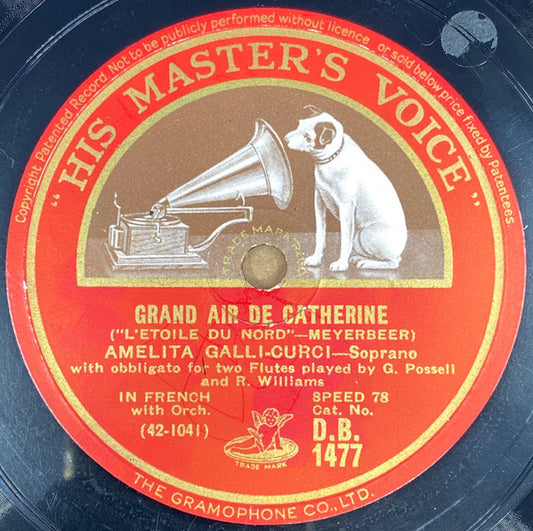 Copyright Patented Record. Not to be publicly performed without licence. or sold below price fixed by Patentees.
"HIS MASTER'S VOICE"
TRADE MARK
GRAND AIR DE CATHERINE
("L'ETOILE DU NORD"—MEYERBEER)
AMELITA GALLI-CURCI—Soprano
with obbligato for two Flutes played by G. Possell
and R. Williams
IN FRENCH
with Orch.
(42-1041)
SPEED 78
Cat. No.
D.B.
1477
TRADE MARK
THE GRAMOPHONE CO., LTD.